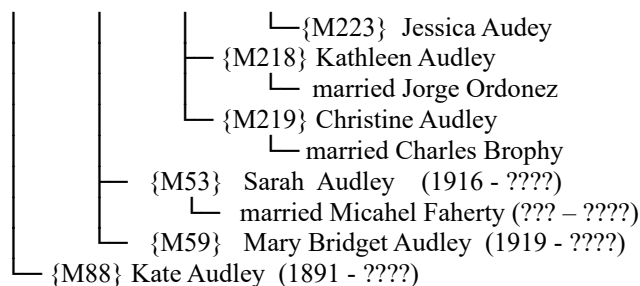 {M223} Jessica Audey
{M218} Kathleen Audley
married Jorge Ordonez
{M219} Christine Audley
married Charles Brophy
{M53} Sarah Audley (1916 - ????)
married Micahel Faherty (??? – ????)
{M59} Mary Bridget Audley (1919 - ????)
{M88} Kate Audley (1891 - ????)